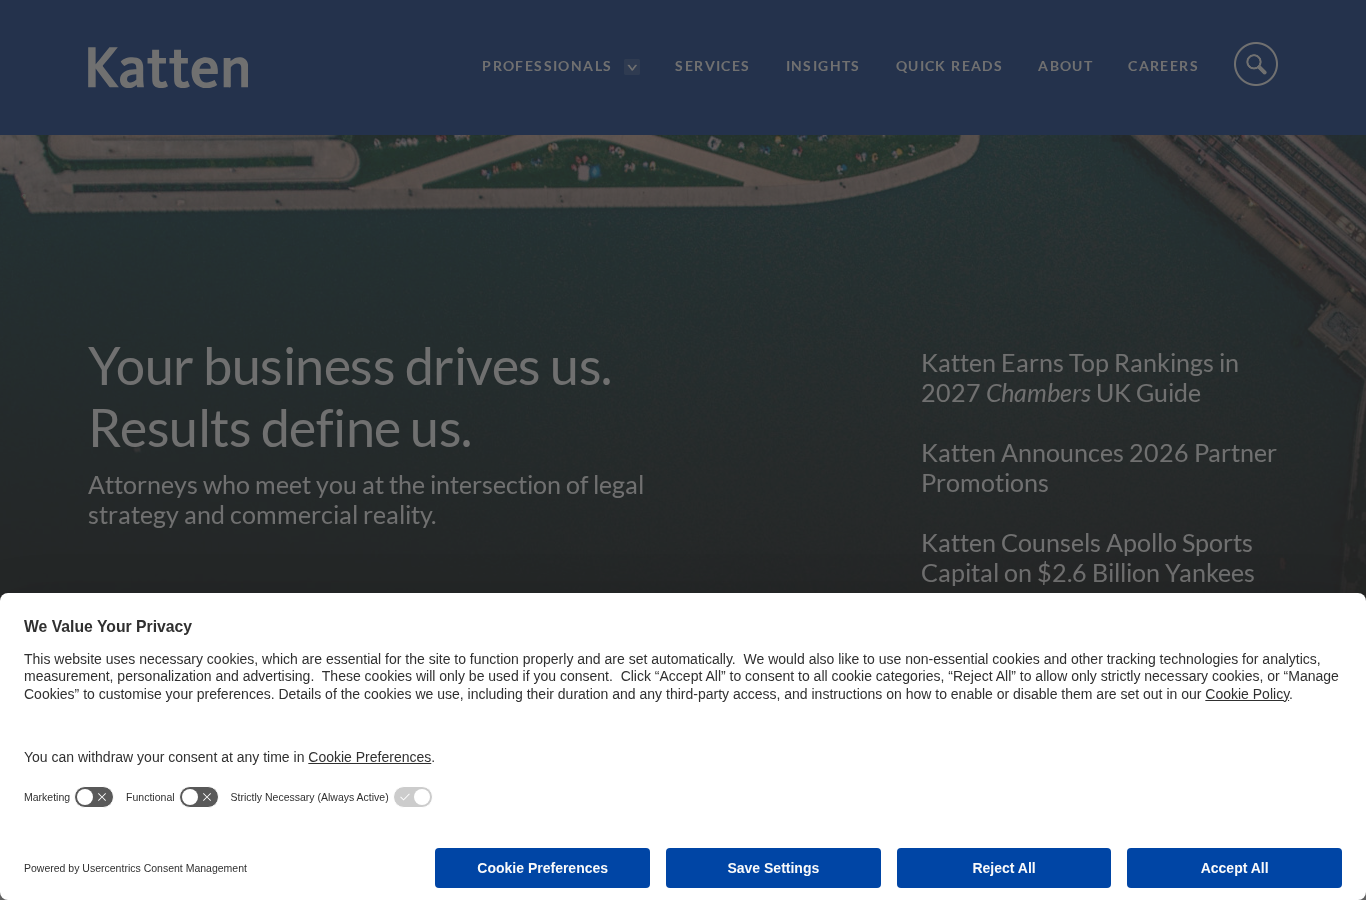 Katten
PROFESSIONALS
SERVICES
INSIGHTS
QUICK READS
ABOUT
CAREERS
Your business drives us.
Results define us.
Attorneys who meet you at the intersection of legal
strategy and commercial reality.
Katten Earns Top Rankings in
2027 Chambers UK Guide
Katten Announces 2026 Partner
Promotions
Katten Counsels Apollo Sports
Capital on $2.6 Billion Yankees
We Value Your Privacy
This website uses necessary cookies, which are essential for the site to function properly and are set automatically.  We would also like to use non-essential cookies and other tracking technologies for analytics,
measurement, personalization and advertising.  These cookies will only be used if you consent.  Click “Accept All” to consent to all cookie categories, “Reject All” to allow only strictly necessary cookies, or “Manage
Cookies” to customise your preferences. Details of the cookies we use, including their duration and any third-party access, and instructions on how to enable or disable them are set out in our Cookie Policy.
You can withdraw your consent at any time in Cookie Preferences.
Marketing
Functional
Strictly Necessary (Always Active)
Powered by Usercentrics Consent Management
Cookie Preferences
Save Settings
Reject All
Accept All